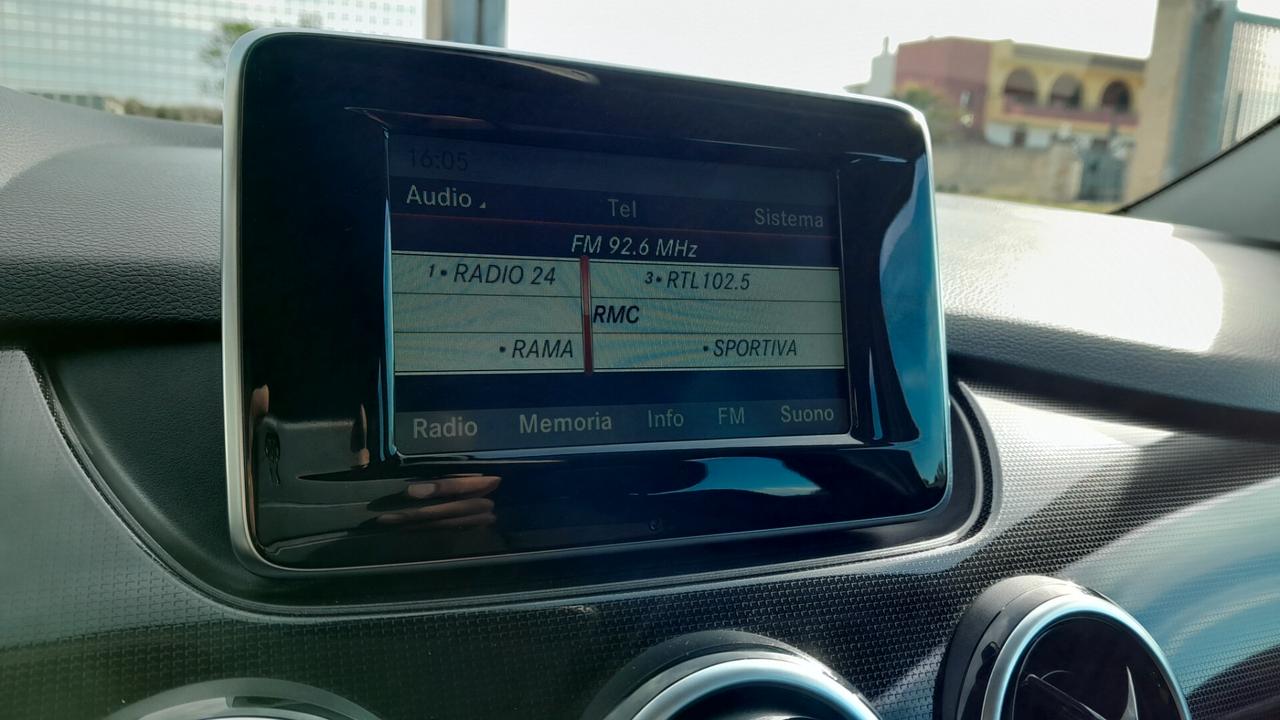 16:05
Audio Tel Sistema
FM 92.6 MHz
1• RADIO 24 3• RTL102.5
RMC
• RAMA • SPORTIVA
Radio Memoria Info FM Suono